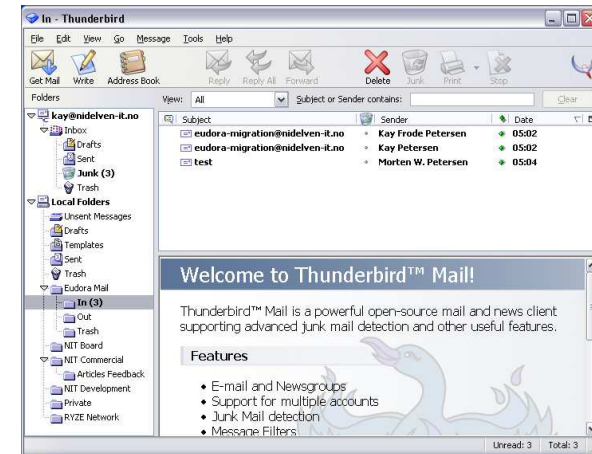 In - Thunderbird
File Edit View Go Message Tools Help
Get Mail Write Address Book Reply Reply All Forward Delete Junk Print Stop
Folders
View: All Subject or Sender contains: Clear
kay@nidelven-it.no
Inbox
Drafts
Sent
Junk (3)
Trash
Local Folders
Unsent Messages
Drafts
Templates
Sent
Trash
Eudora Mail
In (3)
Out
Trash
NIT Board
NIT Commercial
Articles Feedback
NIT Development
Private
RYZE Network
Subject Sender Date
eudora-migration@nidelven-it.no Kay Frode Petersen 05:02
eudora-migration@nidelven-it.no Kay Petersen 05:02
test Morten W. Petersen 05:04
Welcome to Thunderbird™ Mail!
Thunderbird™ Mail is a powerful open-source mail and news client
supporting advanced junk mail detection and other useful features.
Features
• E-mail and Newsgroups
• Support for multiple accounts
• Junk Mail detection
• Message Filters
Unread: 3 Total: 3